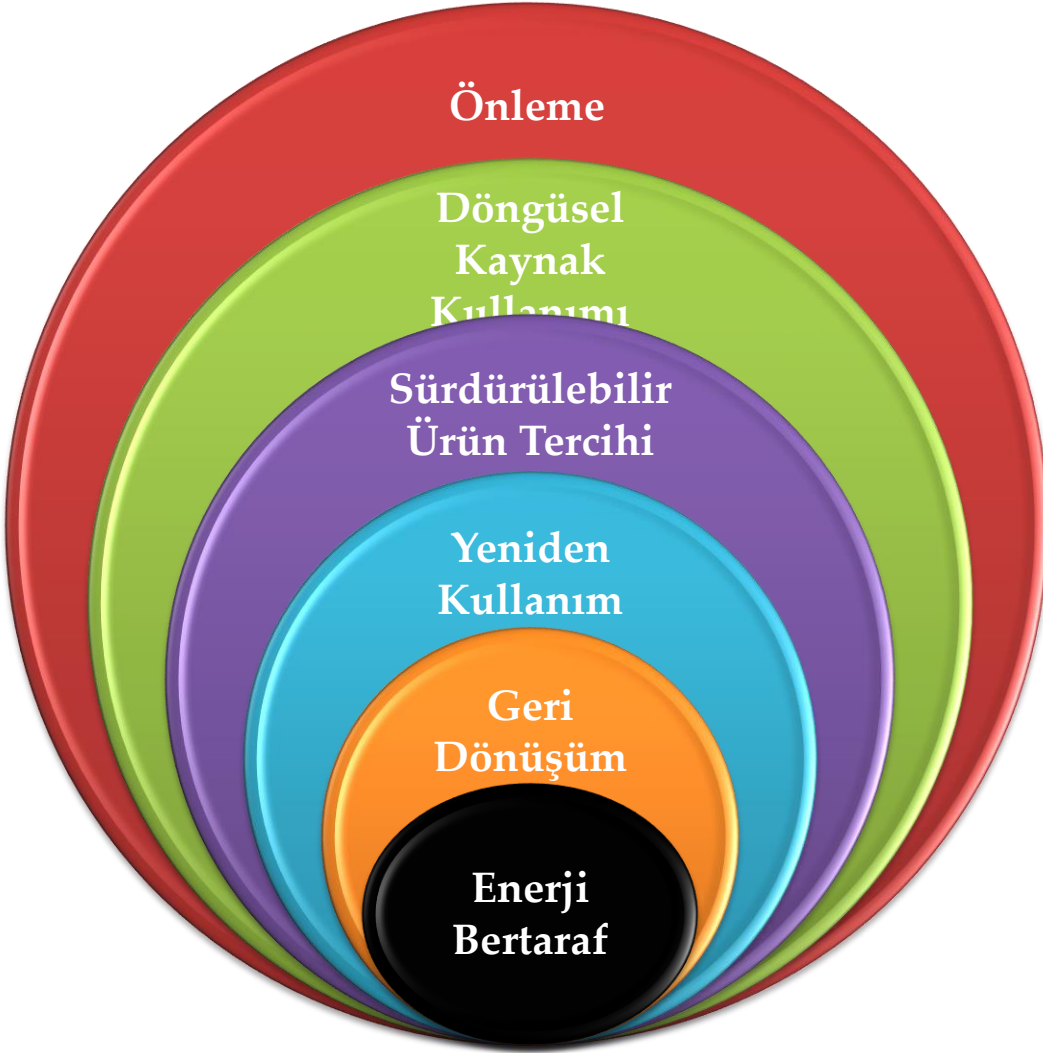 Önleme
Döngüsel
Kaynak
Kullanımı
Sürdürülebilir
Ürün Tercihi
Yeniden
Kullanım
Geri
Dönüşüm
Enerji
Bertaraf